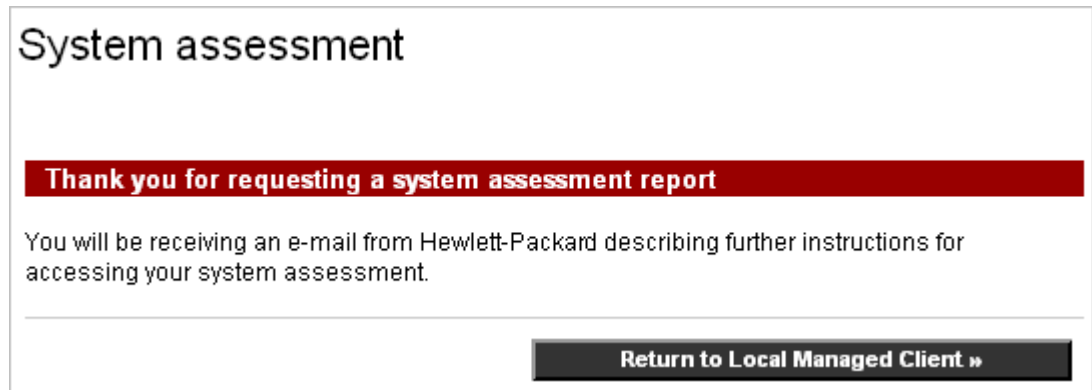 System assessment
Thank you for requesting a system assessment report
You will be receiving an e-mail from Hewlett-Packard describing further instructions for
accessing your system assessment.
Return to Local Managed Client »